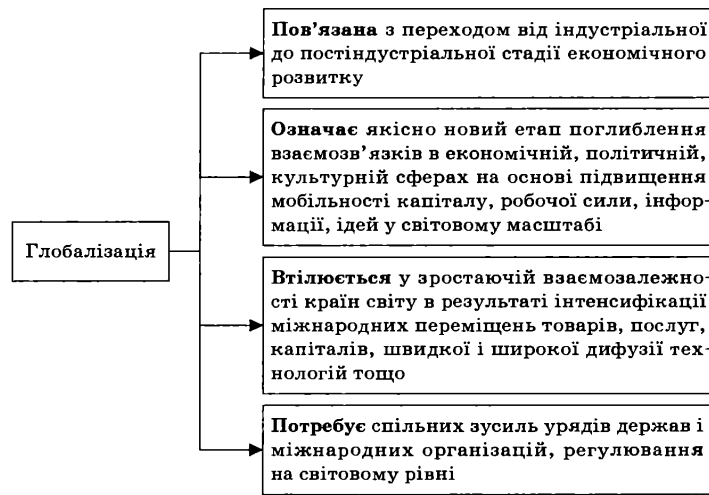 Пов’язана з переходом від індустріальної
до постіндустріальної стадії економічного
розвитку
Означає якісно новий етап поглиблення
взаємозв’язків в економічній, політичній,
культурній сферах на основі підвищення
мобільності капіталу, робочої сили, інфор-
мації, ідей у світовому масштабі
Глобалізація
Втілюється у зростаючій взаємозалежно-
сті країн світу в результаті інтенсифікації
міжнародних переміщень товарів, послуг,
капіталів, швидкої і широкої дифузії тех-
нологій тощо
Потребує спільних зусиль урядів держав і
міжнародних організацій, регулювання
на світовому рівні